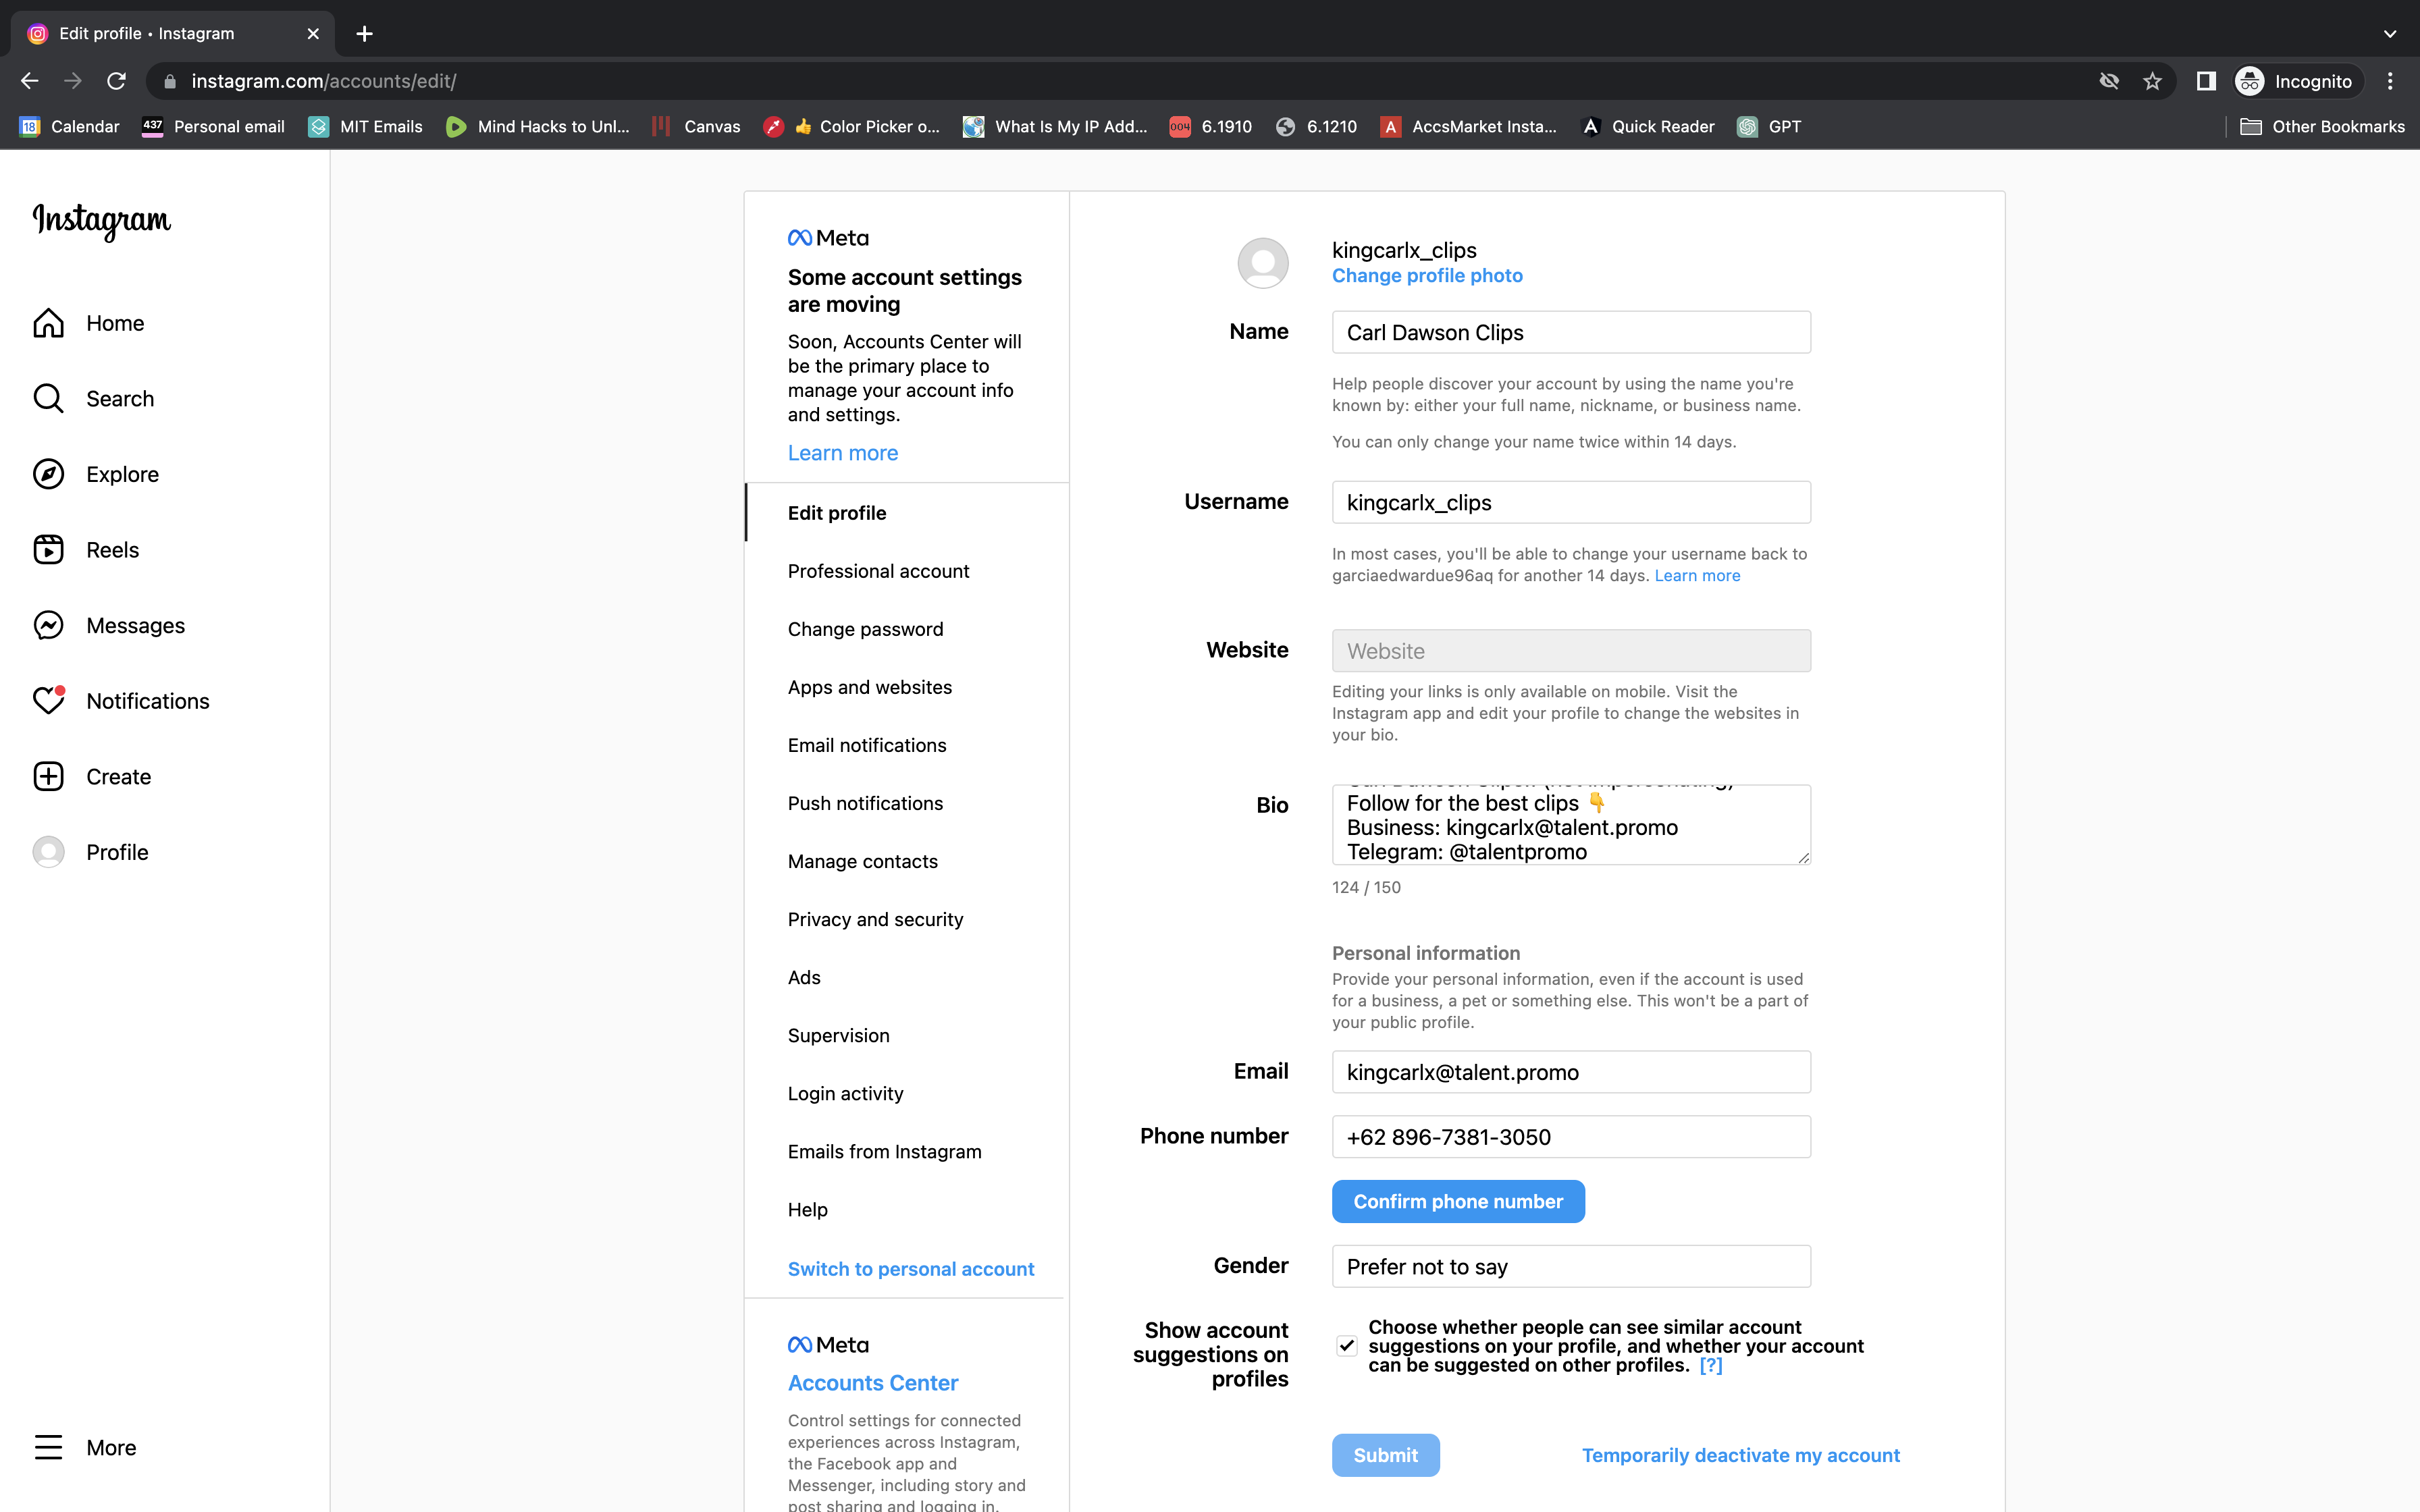 Edit profile • Instagram
instagram.com/accounts/edit/
Incognito
18 Calendar
437 Personal email
MIT Emails
Mind Hacks to Unl...
Canvas
👍 Color Picker o...
What Is My IP Add...
004 6.1910
6.1210
A AccsMarket Insta...
Quick Reader
GPT
Other Bookmarks
Instagram
Home
Search
Explore
Reels
Messages
Notifications
Create
Profile
More
Meta
Some account settings
are moving
Soon, Accounts Center will
be the primary place to
manage your account info
and settings.
Learn more
Edit profile
Professional account
Change password
Apps and websites
Email notifications
Push notifications
Manage contacts
Privacy and security
Ads
Supervision
Login activity
Emails from Instagram
Help
Switch to personal account
Meta
Accounts Center
Control settings for connected
experiences across Instagram,
the Facebook app and
Messenger, including story and
post sharing and logging in.
kingcarlx_clips
Change profile photo
Name
Carl Dawson Clips
Help people discover your account by using the name you're
known by: either your full name, nickname, or business name.
You can only change your name twice within 14 days.
Username
kingcarlx_clips
In most cases, you'll be able to change your username back to
garciaedwardue96aq for another 14 days. Learn more
Website
Website
Editing your links is only available on mobile. Visit the
Instagram app and edit your profile to change the websites in
your bio.
Bio
Follow for the best clips 👇
Business: kingcarlx@talent.promo
Telegram: @talentpromo
124 / 150
Personal information
Provide your personal information, even if the account is used
for a business, a pet or something else. This won't be a part of
your public profile.
Email
kingcarlx@talent.promo
Phone number
+62 896-7381-3050
Confirm phone number
Gender
Prefer not to say
Show account
suggestions on
profiles
Choose whether people can see similar account
suggestions on your profile, and whether your account
can be suggested on other profiles. [?]
Submit
Temporarily deactivate my account